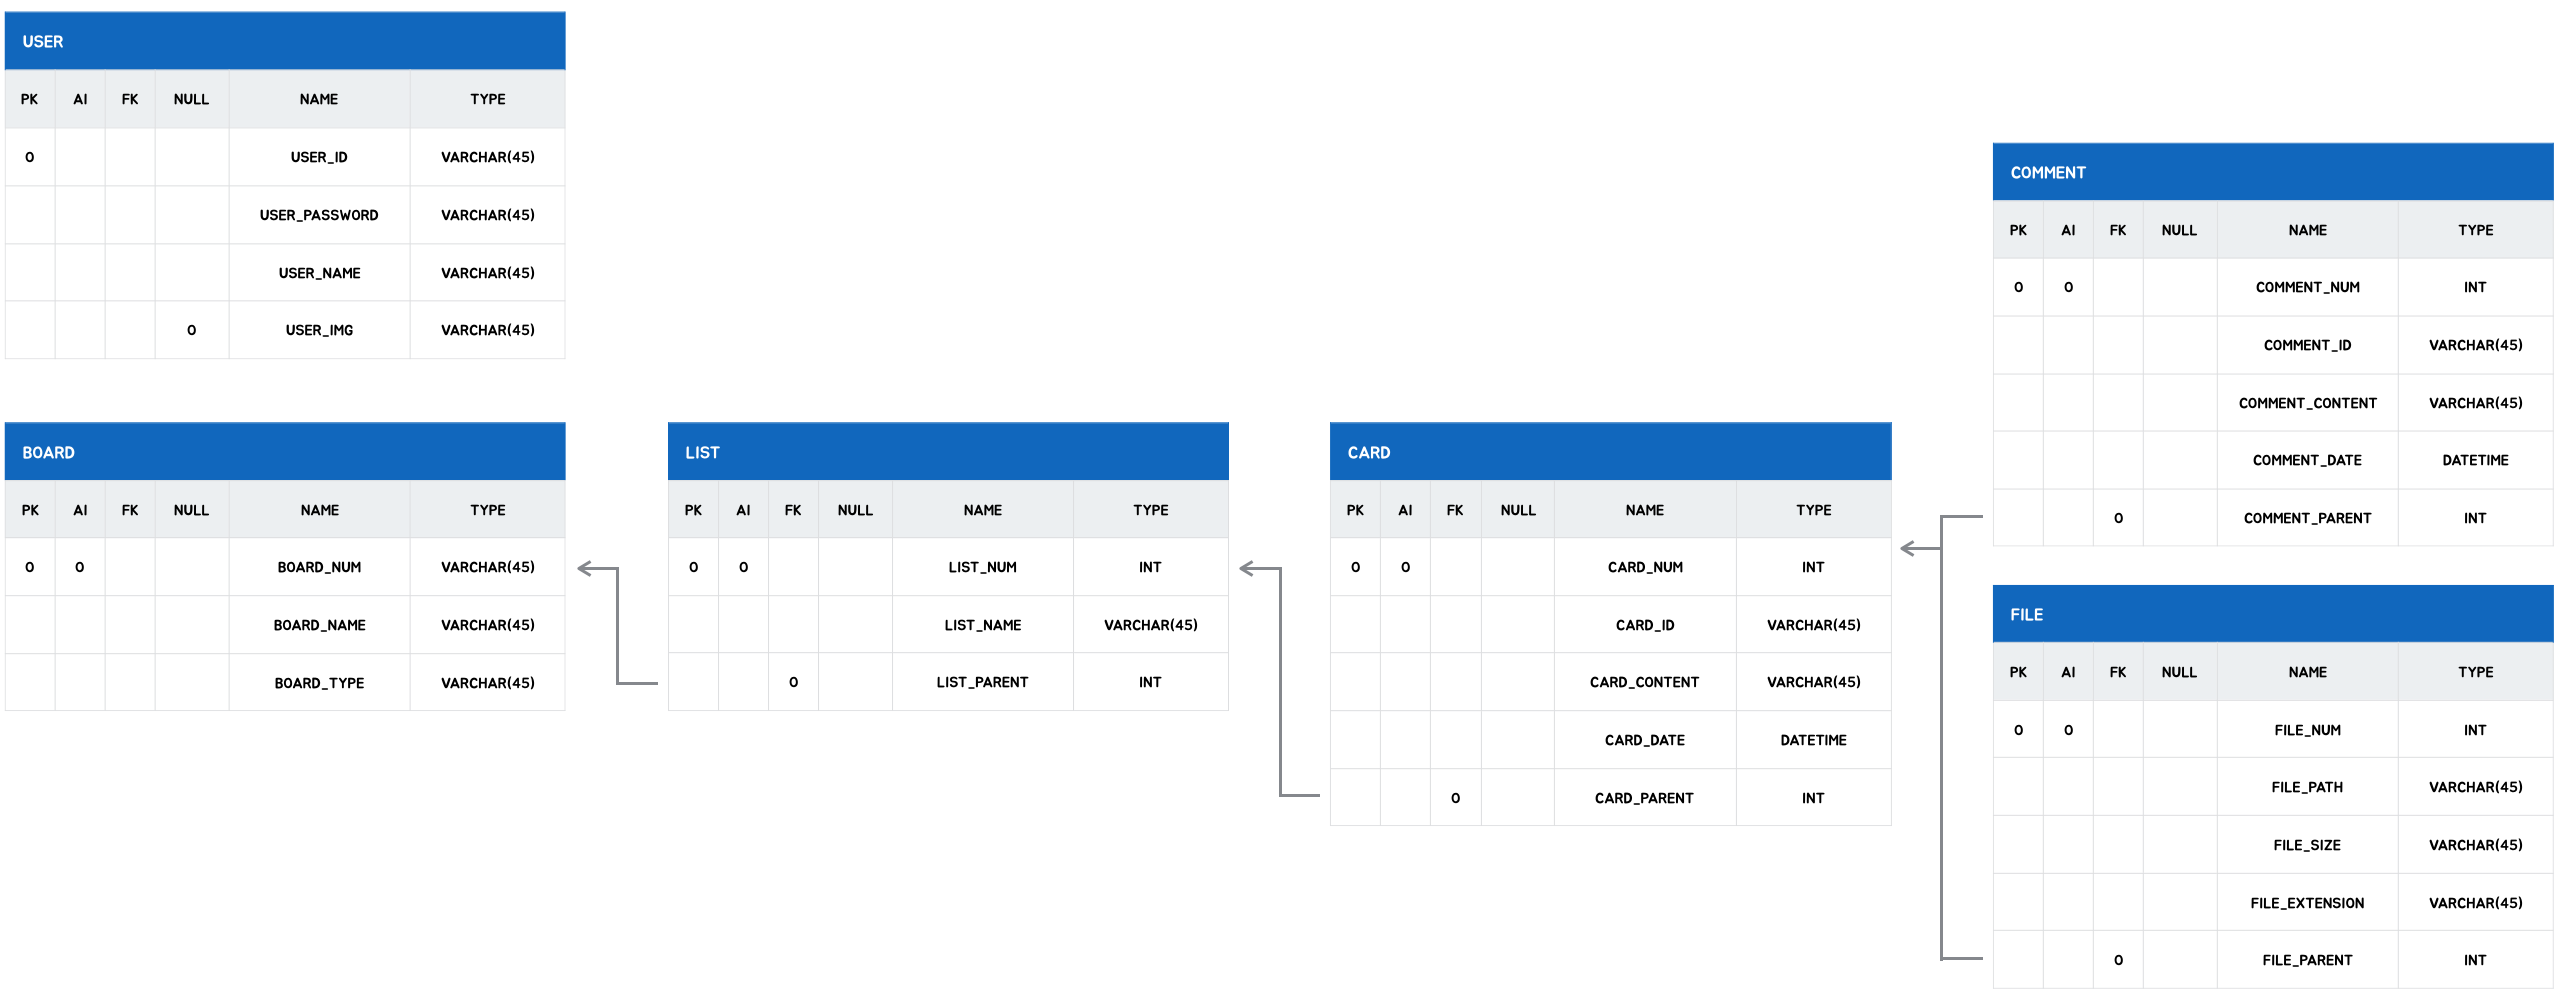 USER
PK AI FK NULL NAME TYPE
O USER_ID VARCHAR(45)
USER_PASSWORD VARCHAR(45)
USER_NAME VARCHAR(45)
O USER_IMG VARCHAR(45)
BOARD
PK AI FK NULL NAME TYPE
O O BOARD_NUM VARCHAR(45)
BOARD_NAME VARCHAR(45)
BOARD_TYPE VARCHAR(45)
LIST
PK AI FK NULL NAME TYPE
O O LIST_NUM INT
LIST_NAME VARCHAR(45)
O LIST_PARENT INT
CARD
PK AI FK NULL NAME TYPE
O O CARD_NUM INT
CARD_ID VARCHAR(45)
CARD_CONTENT VARCHAR(45)
CARD_DATE DATETIME
O CARD_PARENT INT
COMMENT
PK AI FK NULL NAME TYPE
O O COMMENT_NUM INT
COMMENT_ID VARCHAR(45)
COMMENT_CONTENT VARCHAR(45)
COMMENT_DATE DATETIME
O COMMENT_PARENT INT
FILE
PK AI FK NULL NAME TYPE
O O FILE_NUM INT
FILE_PATH VARCHAR(45)
FILE_SIZE VARCHAR(45)
FILE_EXTENSION VARCHAR(45)
O FILE_PARENT INT